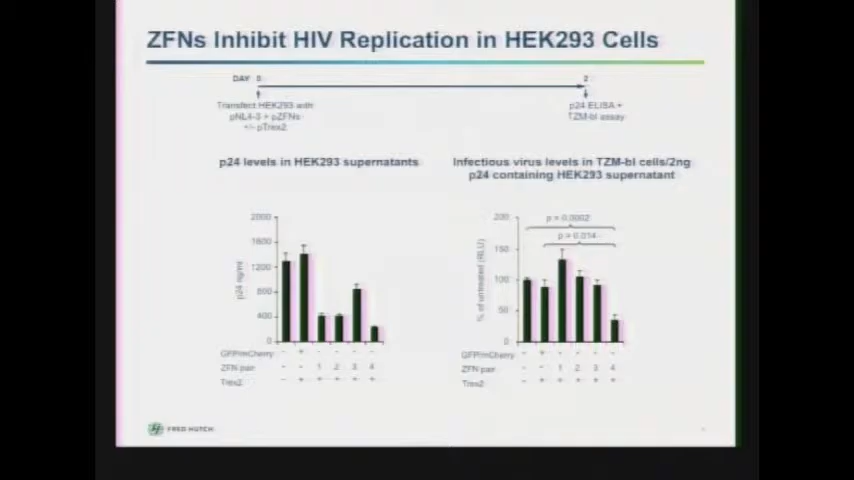 ZFNs Inhibit HIV Replication in HEK293 Cells
DAY 0 2
Transfect HEK293 with
pNL4-3 + pZFNs
+/- pTrex2
p24 ELISA +
TZM-bl assay
p24 levels in HEK293 supernatants
Infectious virus levels in TZM-bl cells/2ng
p24 containing HEK293 supernatant
p24 ng/ml
2000
1600
1200
800
400
0
GFP/mCherry - + - - - -
ZFN pair - - 1 2 3 4
Trex2 - + + + + +
% of untreated (RLU)
200
150
100
50
0
p = 0.0002
p = 0.014
GFP/mCherry - + - - - -
ZFN pair - - 1 2 3 4
Trex2 - + + + + +
FRED HUTCH